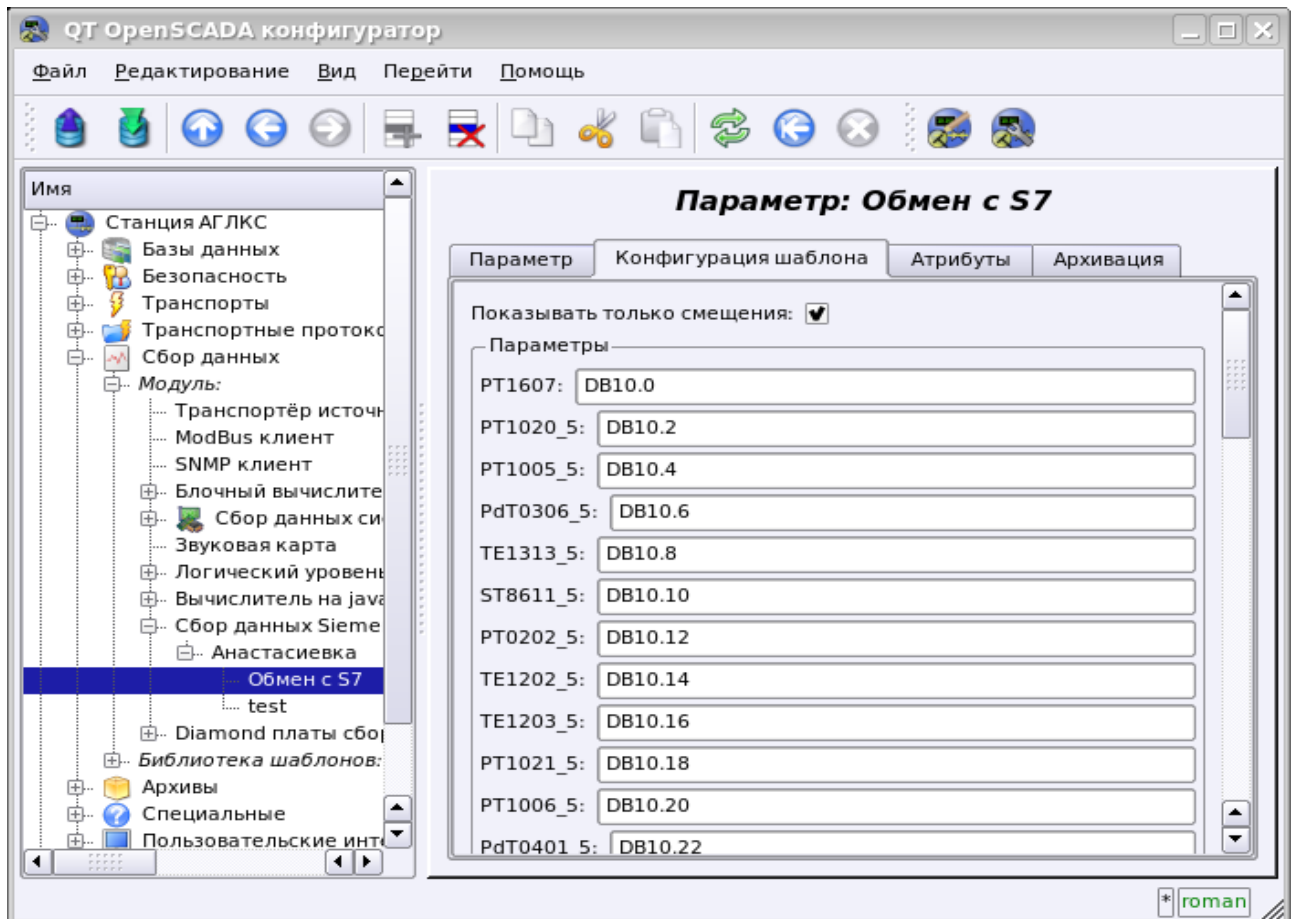 QT OpenSCADA конфигуратор
Файл Редактирование Вид Перейти Помощь
Имя
Станция АГЛКС
Базы данных
Безопасность
Транспорты
Транспортные протокс
Сбор данных
Модуль:
Транспортёр источн
ModBus клиент
SNMP клиент
Блочный вычислите
Сбор данных си
Звуковая карта
Логический уровень
Вычислитель на java
Сбор данных Sieme
Анастасиевка
Обмен с S7
test
Diamond платы сбор
Библиотека шаблонов:
Архивы
Специальные
Пользовательские инте
Параметр: Обмен с S7
Параметр Конфигурация шаблона Атрибуты Архивация
Показывать только смещения:
Параметры
PT1607: DB10.0
PT1020_5: DB10.2
PT1005_5: DB10.4
PdT0306_5: DB10.6
TE1313_5: DB10.8
ST8611_5: DB10.10
PT0202_5: DB10.12
TE1202_5: DB10.14
TE1203_5: DB10.16
PT1021_5: DB10.18
PT1006_5: DB10.20
PdT0401_5: DB10.22
* roman